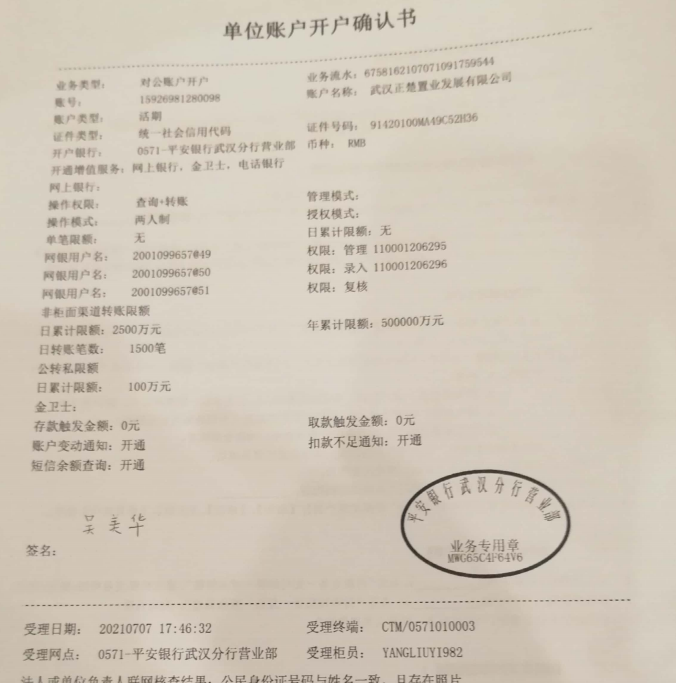 单位账户开户确认书
业务类型： 对公账户开户 业务流水：6758162107071091759544
账号： 15926981280098 账户名称： 武汉正楚置业发展有限公司
账户类型： 活期
证件类型： 统一社会信用代码 证件号码：91420100MA49C52H36
开户银行： 0571-平安银行武汉分行营业部 币种： RMB
开通增值服务：网上银行，金卫士，电话银行
网上银行：
操作权限： 查询+转账 管理模式：
操作模式： 两人制 授权模式：
单笔限额： 无 日累计限额：无
网银用户名： 2001099657@49 权限：管理 110001206295
网银用户名： 2001099657@50 权限：录入 110001206296
网银用户名： 2001099657@51 权限：复核
非柜面渠道转账限额
日累计限额：2500万元 年累计限额：500000万元
日转账笔数： 1500笔
公转私限额
日累计限额： 100万元
金卫士：
存款触发金额：0元 取款触发金额：0元
账户变动通知：开通 扣款不足通知：开通
短信余额查询：开通
平安银行武汉分行营业部
业务专用章
MWG65C4F64V6
签名： 吴美华
受理日期： 20210707 17:46:32 受理终端： CTM/0571010003
受理网点： 0571-平安银行武汉分行营业部 受理柜员： YANGLIUYI982
法人或单位负责人联网核查结果：公民身份证号码与姓名一致，且存在照片